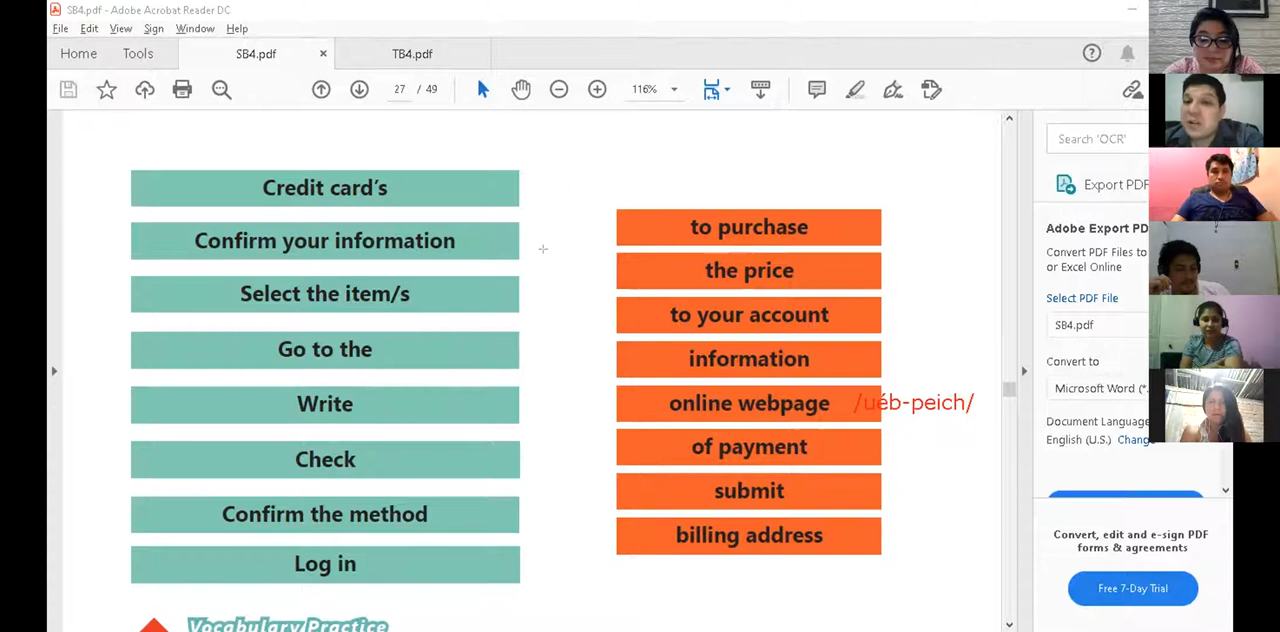 SB4.pdf - Adobe Acrobat Reader DC
File Edit View Sign Window Help
Home Tools SB4.pdf × TB4.pdf
27 / 49 116%
Credit card's
Confirm your information
Select the item/s
Go to the
Write
Check
Confirm the method
Log in
to purchase
the price
to your account
information
online webpage /uéb-peich/
of payment
submit
billing address
Vocabulary Practice
Search 'OCR'
Export PDF
Adobe Export PD
Convert PDF Files to
or Excel Online
Select PDF File
SB4.pdf
Convert to
Microsoft Word (*.
Document Language
English (U.S.) Change
Convert, edit and e-sign PDF
forms & agreements
Free 7-Day Trial